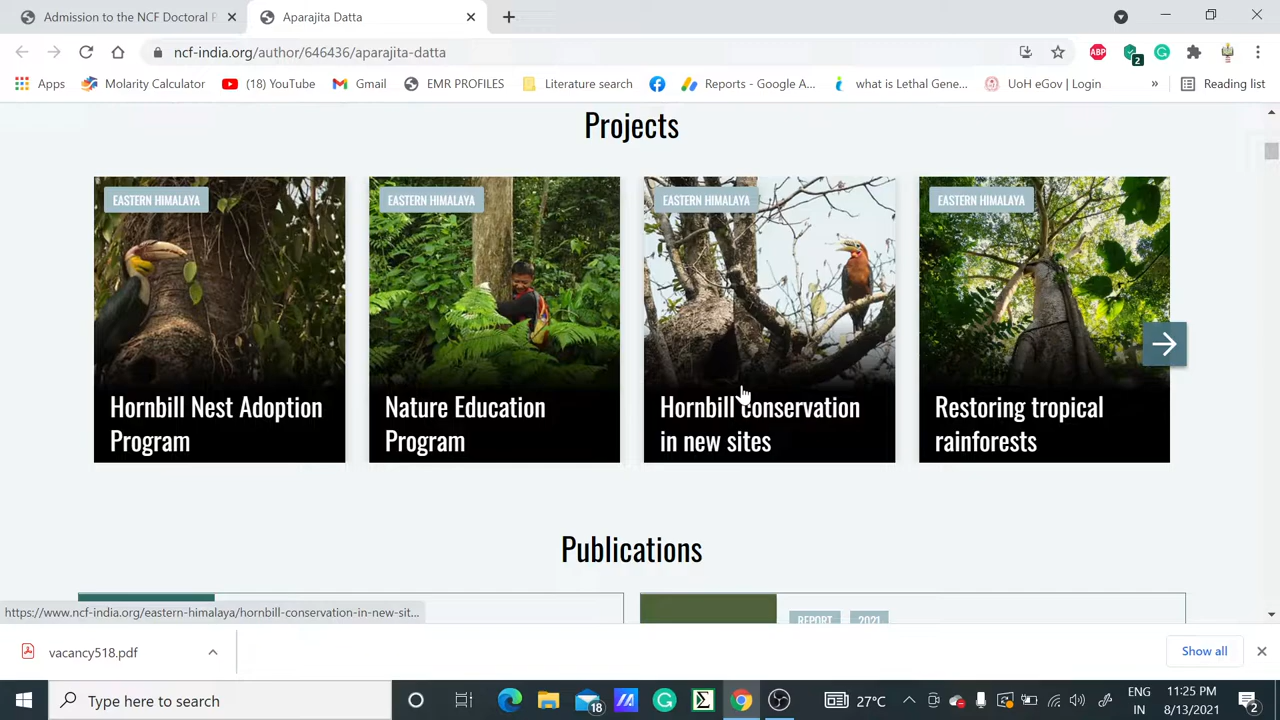 Admission to the NCF Doctoral P
Aparajita Datta
ncf-india.org/author/646436/aparajita-datta
ABP
2
Apps
Molarity Calculator
(18) YouTube
Gmail
EMR PROFILES
Literature search
Reports - Google A...
what is Lethal Gene...
UoH eGov | Login
»
Reading list
Projects
EASTERN HIMALAYA
EASTERN HIMALAYA
EASTERN HIMALAYA
EASTERN HIMALAYA
Hornbill Nest Adoption
Program
Nature Education
Program
Hornbill conservation
in new sites
Restoring tropical
rainforests
Publications
https://www.ncf-india.org/eastern-himalaya/hornbill-conservation-in-new-sit...
REPORT
2021
vacancy518.pdf
Show all
Type here to search
18
27°C
ENG
IN
11:25 PM
8/13/2021
2